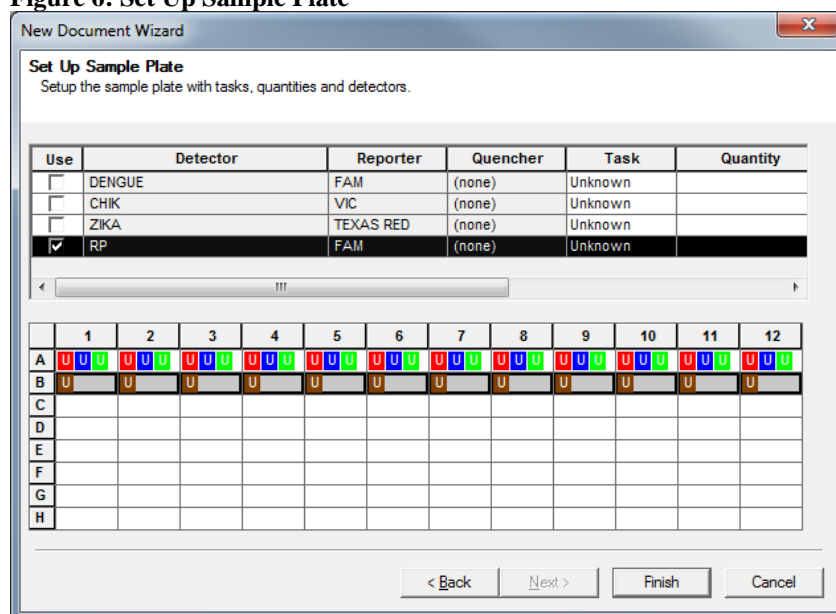 Figure 6: Set Up Sample Plate
New Document Wizard
Set Up Sample Plate
Setup the sample plate with tasks, quantities and detectors.
Use Detector Reporter Quencher Task Quantity
DENGUE FAM (none) Unknown
CHIK VIC (none) Unknown
ZIKA TEXAS RED (none) Unknown
RP FAM (none) Unknown
1 2 3 4 5 6 7 8 9 10 11 12
A U U U U U U U U U U U U U U U U U U U U U U U U U U U U U U U U U U U U
B U U U U U U U U U U U U
C
D
E
F
G
H
< Back Next > Finish Cancel